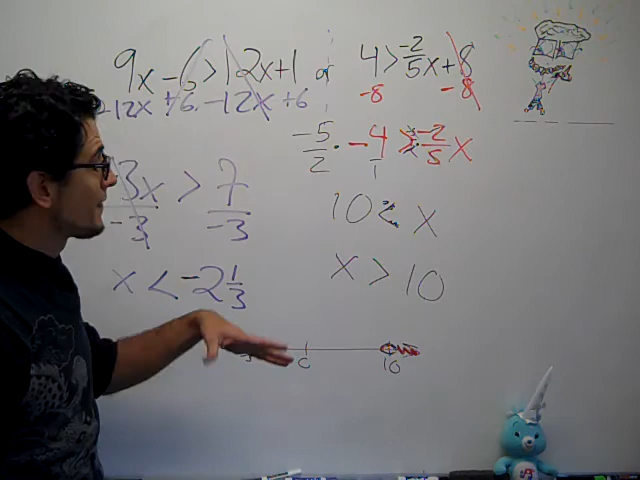 9x-6>12x+1 or 4>-2/5x+8
-12x +6 -12x +6 -8 -8
-5/2 · -4/1 > -2/5 x
-3x > 7
-3 -3
10 < x
x < -2 1/3
x > 10
0 10